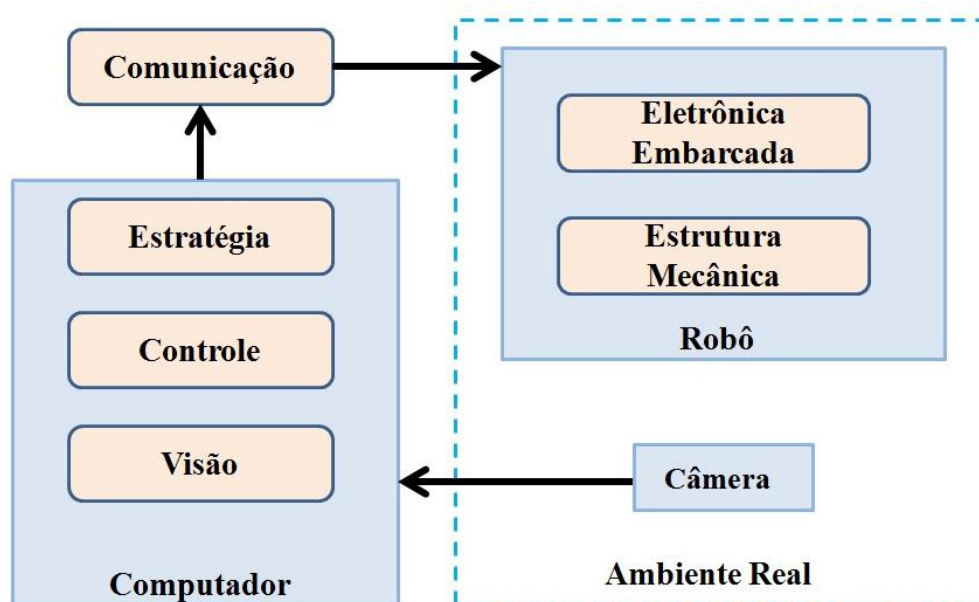 Comunicação
Estratégia
Controle
Visão
Computador
Eletrônica
Embarcada
Estrutura
Mecânica
Robô
Câmera
Ambiente Real